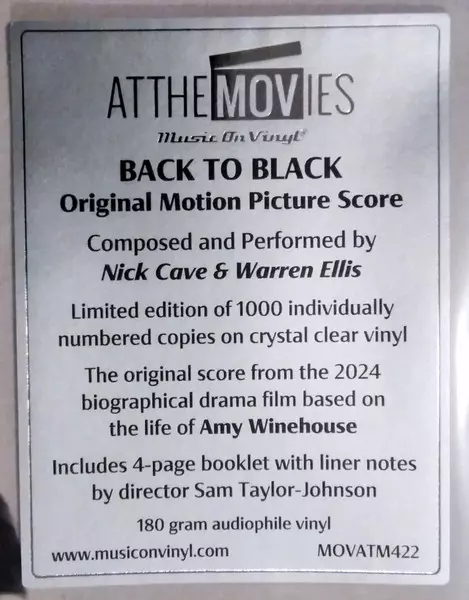 ATTHEMOVIES
Music On Vinyl®
BACK TO BLACK
Original Motion Picture Score
Composed and Performed by
Nick Cave & Warren Ellis
Limited edition of 1000 individually
numbered copies on crystal clear vinyl
The original score from the 2024
biographical drama film based on
the life of Amy Winehouse
Includes 4-page booklet with liner notes
by director Sam Taylor-Johnson
180 gram audiophile vinyl
www.musiconvinyl.com MOVATM422